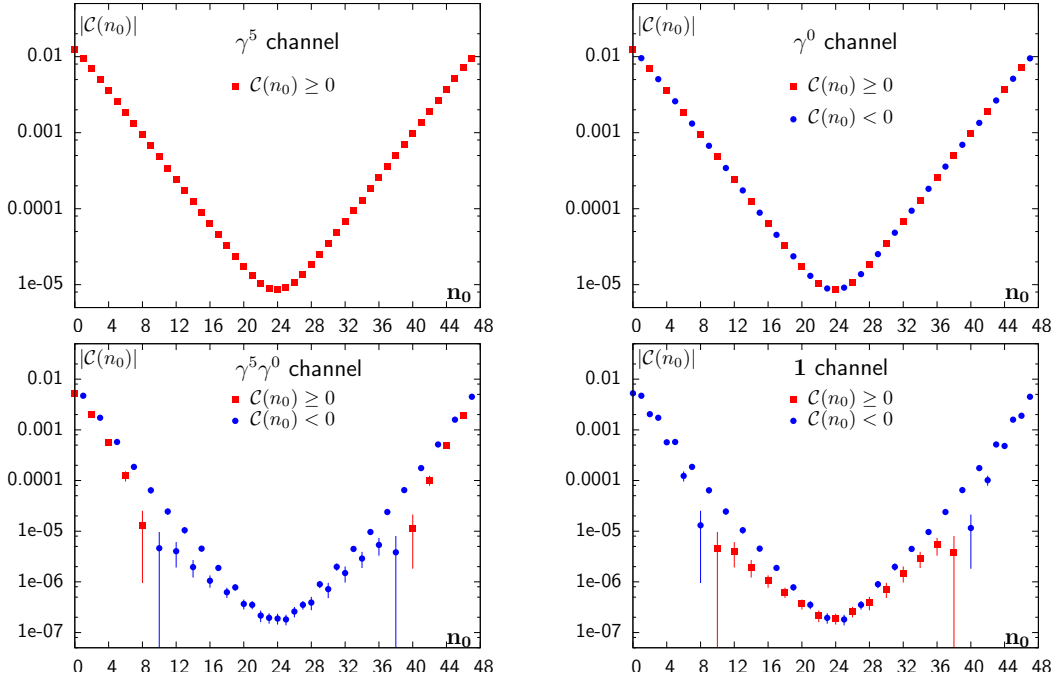 |𝒞(n₀)|
γ⁵ channel
𝒞(n₀) ≥ 0
0.01
0.001
0.0001
1e-05
n₀
0 4 8 12 16 20 24 28 32 36 40 44 48
|𝒞(n₀)|
γ⁰ channel
𝒞(n₀) ≥ 0
𝒞(n₀) < 0
0.01
0.001
0.0001
1e-05
n₀
0 4 8 12 16 20 24 28 32 36 40 44 48
|𝒞(n₀)|
γ⁵γ⁰ channel
𝒞(n₀) ≥ 0
𝒞(n₀) < 0
0.01
0.001
0.0001
1e-05
1e-06
1e-07
n₀
0 4 8 12 16 20 24 28 32 36 40 44 48
|𝒞(n₀)|
1 channel
𝒞(n₀) ≥ 0
𝒞(n₀) < 0
0.01
0.001
0.0001
1e-05
1e-06
1e-07
n₀
0 4 8 12 16 20 24 28 32 36 40 44 48